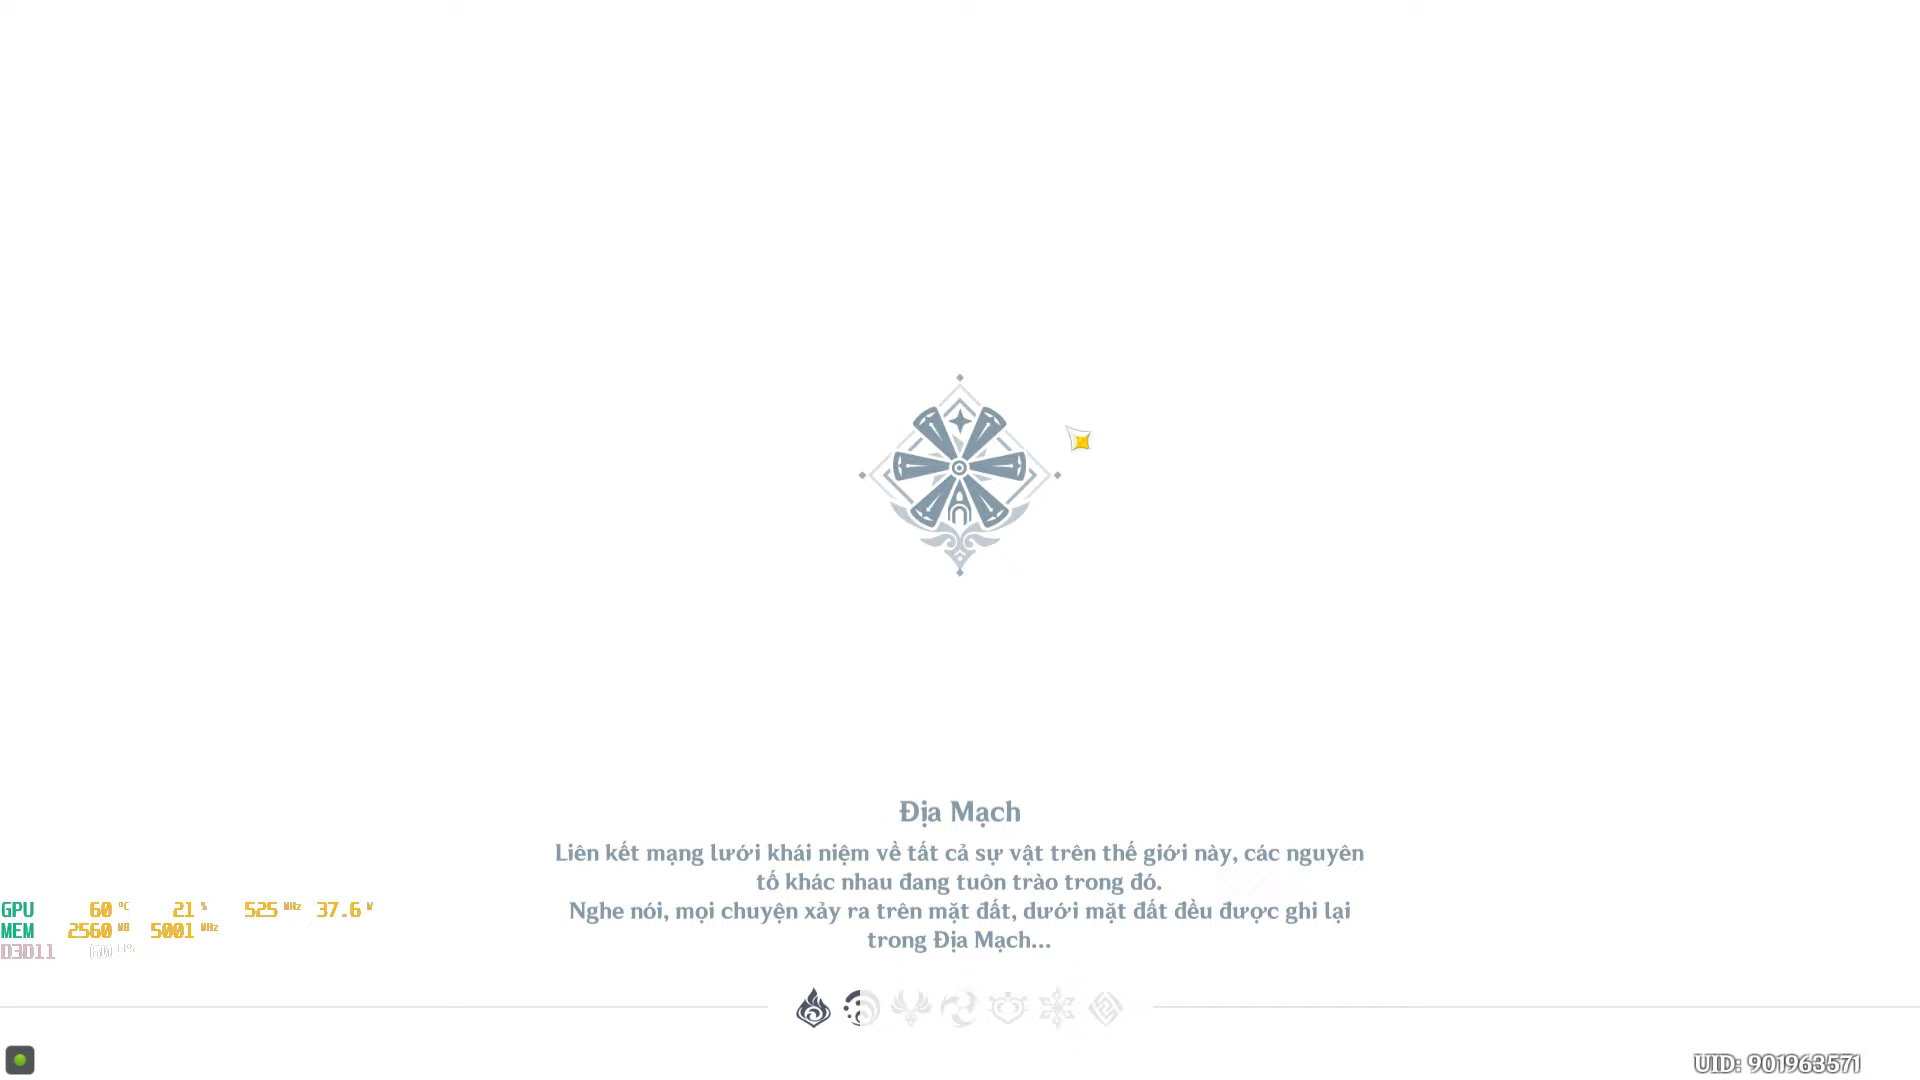 Địa Mạch
Liên kết mạng lưới khái niệm về tất cả sự vật trên thế giới này, các nguyên
tố khác nhau đang tuôn trào trong đó.
Nghe nói, mọi chuyện xảy ra trên mặt đất, dưới mặt đất đều được ghi lại
trong Địa Mạch...
GPU 60 °C 21 % 525 MHz 37.6 W
MEM 2560 MB 5001 MHz
D3D11 60 FPS
UID: 901963571